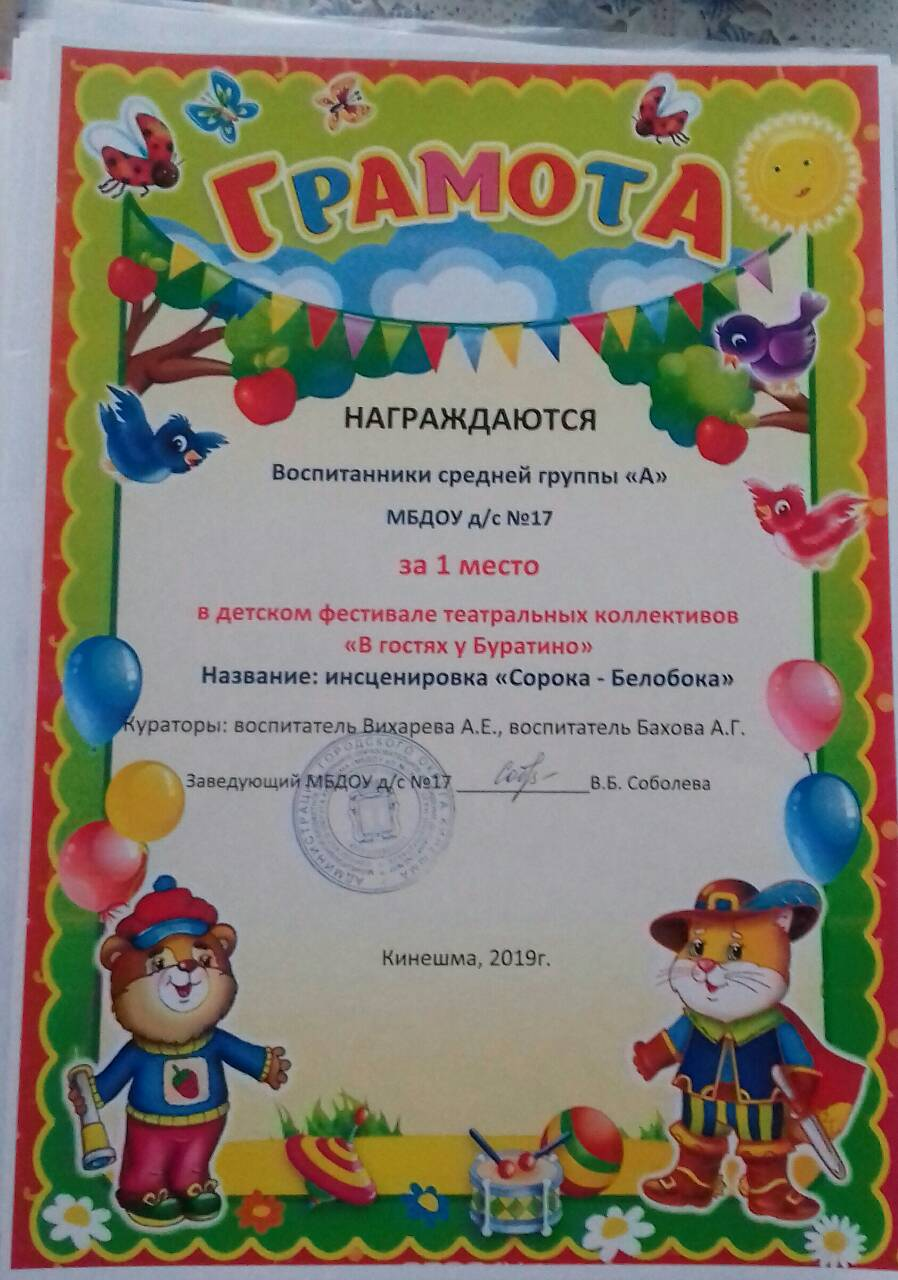 ГРАМОТА
НАГРАЖДАЮТСЯ
Воспитанники средней группы «А»
МБДОУ д/с №17
за 1 место
в детском фестивале театральных коллективов
«В гостях у Буратино»
Название: инсценировка «Сорока - Белобока»
Кураторы: воспитатель Вихарева А.Е., воспитатель Бахова А.Г.
Заведующий МБДОУ д/с №17 ____________ В.Б. Соболева
Кинешма, 2019г.